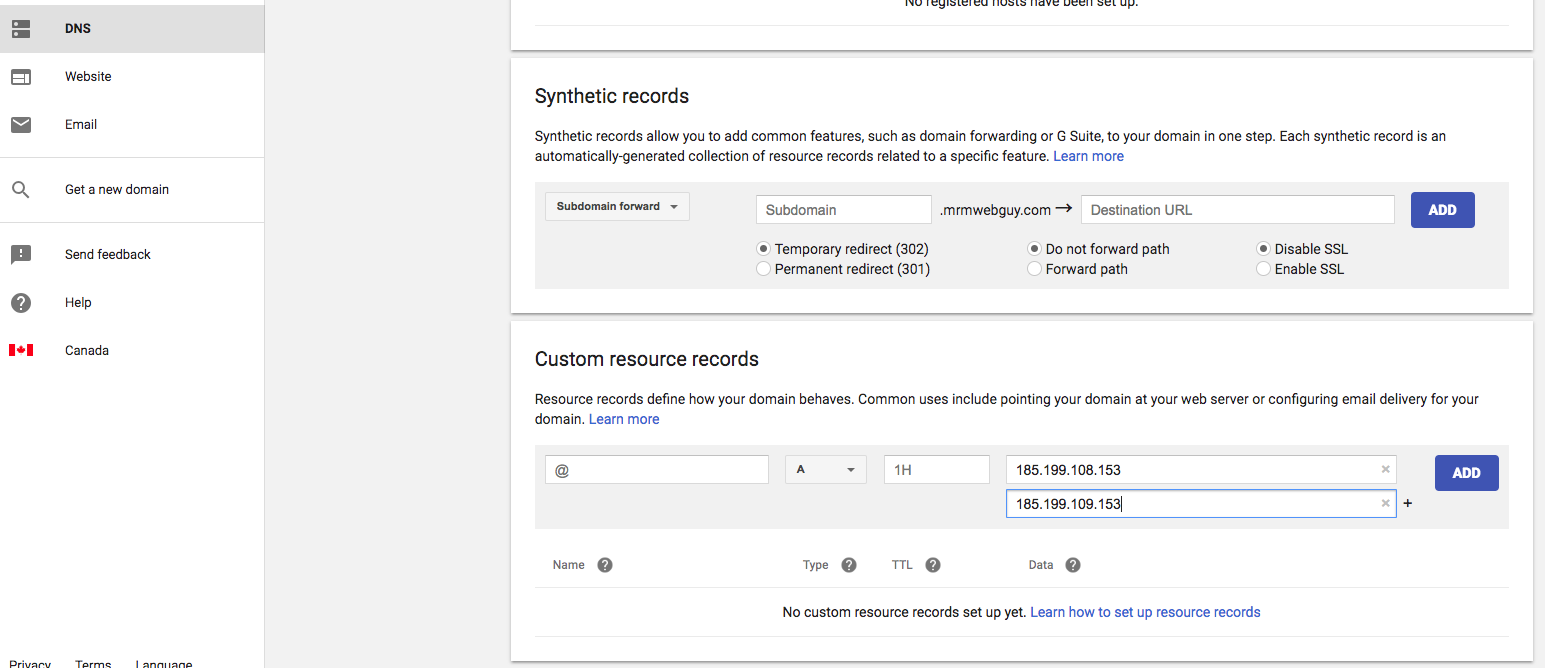 DNS
Website
Email
Get a new domain
Send feedback
Help
Canada
Privacy Terms Language
No registered hosts have been set up.
Synthetic records
Synthetic records allow you to add common features, such as domain forwarding or G Suite, to your domain in one step. Each synthetic record is an
automatically-generated collection of resource records related to a specific feature. Learn more
Subdomain forward Subdomain .mrmwebguy.com → Destination URL ADD
Temporary redirect (302) Do not forward path Disable SSL
Permanent redirect (301) Forward path Enable SSL
Custom resource records
Resource records define how your domain behaves. Common uses include pointing your domain at your web server or configuring email delivery for your
domain. Learn more
@ A 1H 185.199.108.153 × ADD
185.199.109.153 × +
Name ? Type ? TTL ? Data ?
No custom resource records set up yet. Learn how to set up resource records